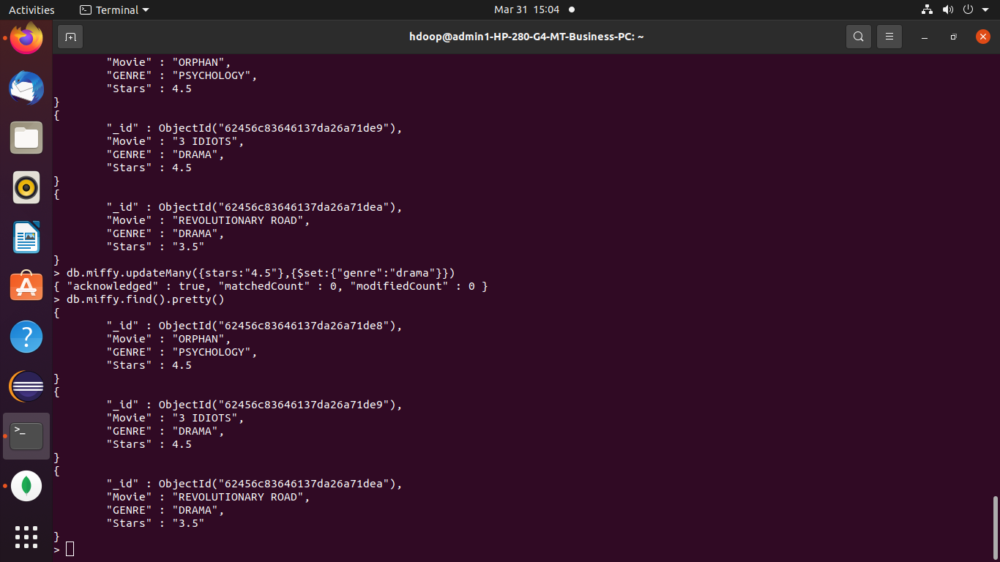 Activities Terminal Mar 31 15:04
hdoop@admin1-HP-280-G4-MT-Business-PC: ~
"Movie" : "ORPHAN",
"GENRE" : "PSYCHOLOGY",
"Stars" : 4.5
}
{
"_id" : ObjectId("62456c83646137da26a71de9"),
"Movie" : "3 IDIOTS",
"GENRE" : "DRAMA",
"Stars" : 4.5
}
{
"_id" : ObjectId("62456c83646137da26a71dea"),
"Movie" : "REVOLUTIONARY ROAD",
"GENRE" : "DRAMA",
"Stars" : "3.5"
}
> db.miffy.updateMany({stars:"4.5"},{$set:{"genre":"drama"}})
{ "acknowledged" : true, "matchedCount" : 0, "modifiedCount" : 0 }
> db.miffy.find().pretty()
{
"_id" : ObjectId("62456c83646137da26a71de8"),
"Movie" : "ORPHAN",
"GENRE" : "PSYCHOLOGY",
"Stars" : 4.5
}
{
"_id" : ObjectId("62456c83646137da26a71de9"),
"Movie" : "3 IDIOTS",
"GENRE" : "DRAMA",
"Stars" : 4.5
}
{
"_id" : ObjectId("62456c83646137da26a71dea"),
"Movie" : "REVOLUTIONARY ROAD",
"GENRE" : "DRAMA",
"Stars" : "3.5"
}
>